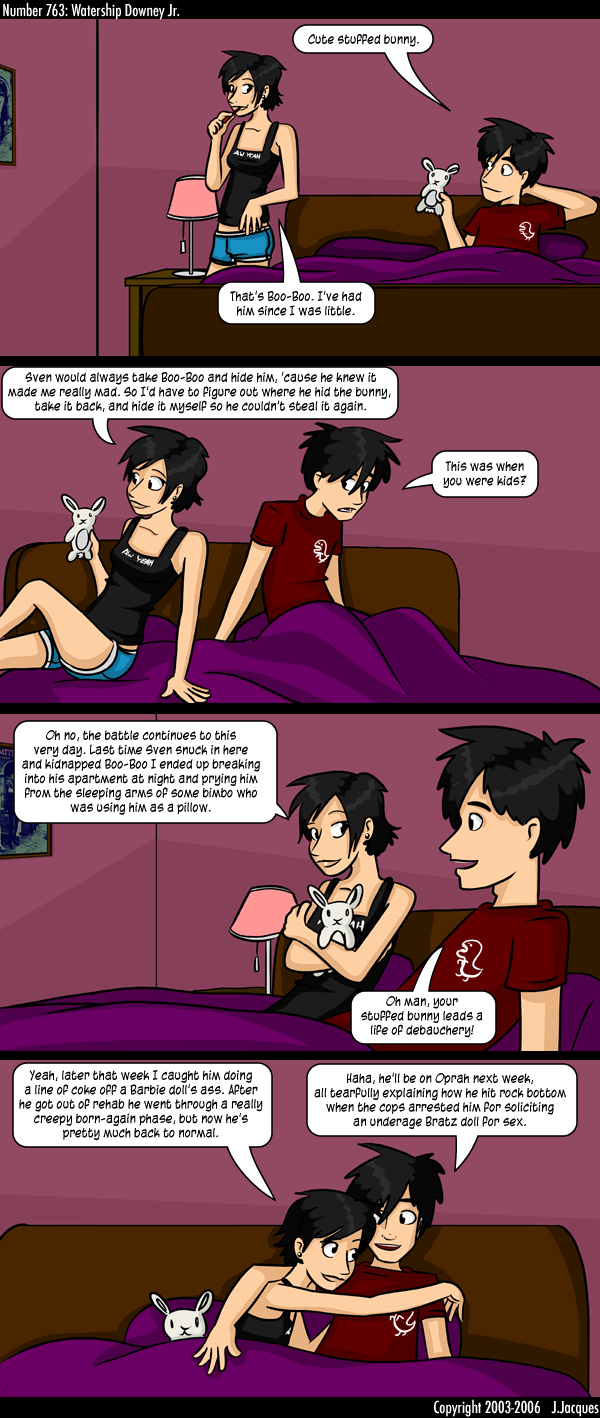 Number 763: Watership Downey Jr.
Cute stuffed bunny.
AW YEAH
That's Boo-Boo. I've had
him since I was little.
Sven would always take Boo-Boo and hide him, 'cause he knew it
made me really mad. So I'd have to figure out where he hid the bunny,
take it back, and hide it myself so he couldn't steal it again.
This was when
you were kids?
AW YEAH
Oh no, the battle continues to this
very day. Last time Sven snuck in here
and kidnapped Boo-Boo I ended up breaking
into his apartment at night and prying him
from the sleeping arms of some bimbo who
was using him as a pillow.
Oh man, your
stuffed bunny leads a
life of debauchery!
Yeah, later that week I caught him doing
a line of coke off a Barbie doll's ass. After
he got out of rehab he went through a really
creepy born-again phase, but now he's
pretty much back to normal.
Haha, he'll be on Oprah next week,
all tearfully explaining how he hit rock bottom
when the cops arrested him for soliciting
an underage Bratz doll for sex.
Copyright 2003-2006 J.Jacques